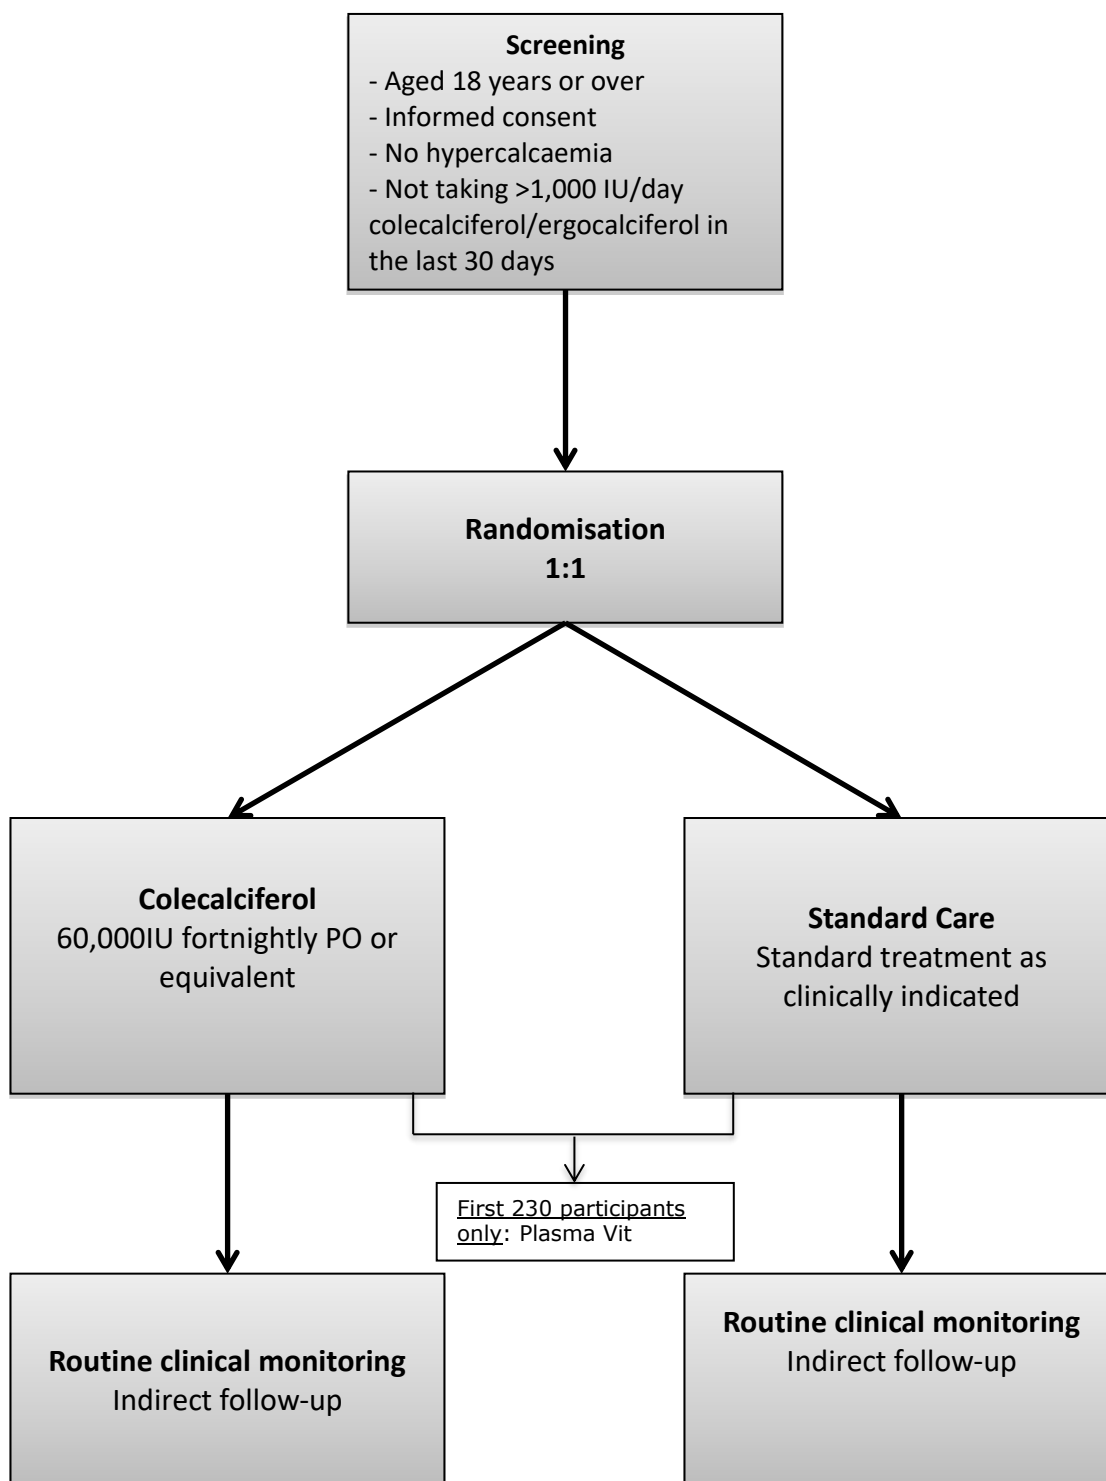 Screening
- Aged 18 years or over
- Informed consent
- No hypercalcaemia
- Not taking >1,000 IU/day
colecalciferol/ergocalciferol in
the last 30 days
Randomisation
1:1
Colecalciferol
60,000IU fortnightly PO or
equivalent
Standard Care
Standard treatment as
clinically indicated
First 230 participants
only: Plasma Vit
Routine clinical monitoring
Indirect follow-up
Routine clinical monitoring
Indirect follow-up